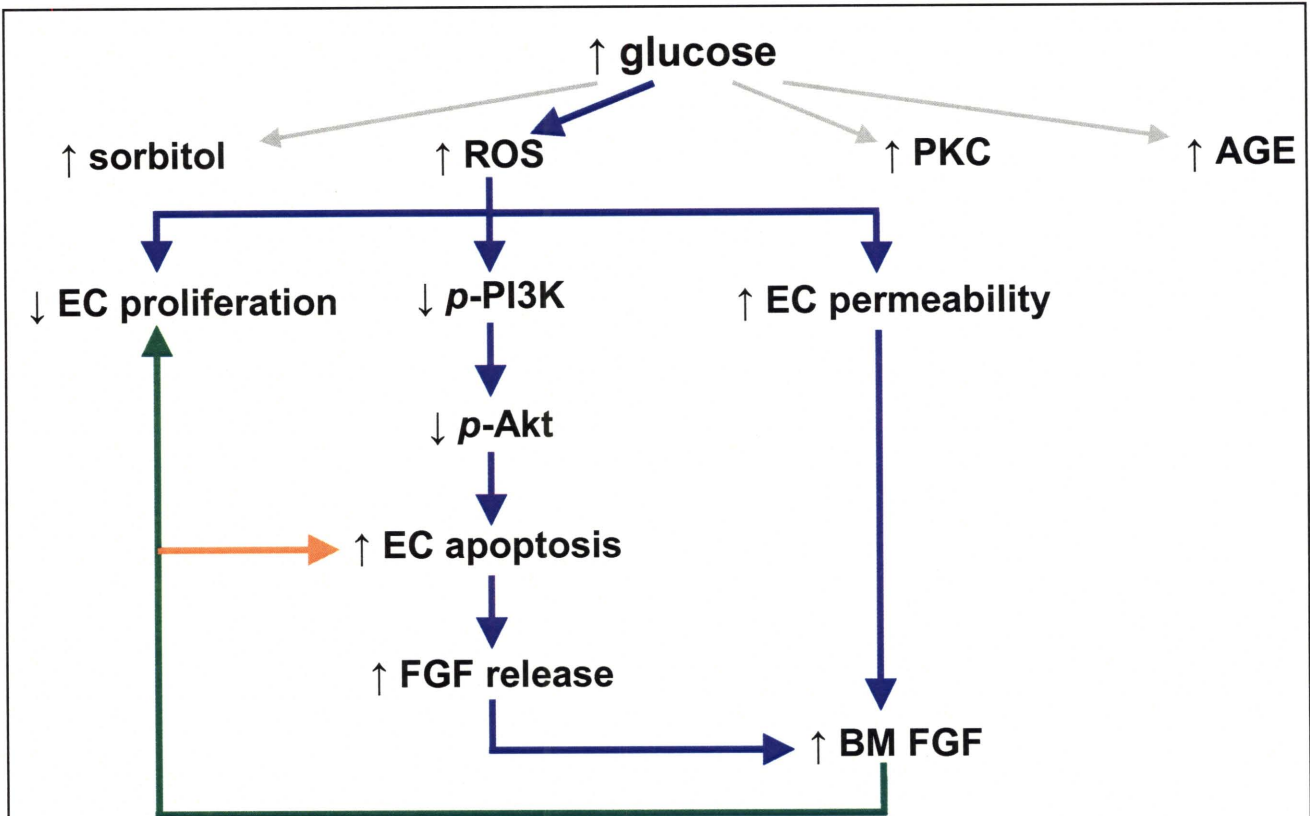 ↑ glucose
↑ sorbitol
↑ ROS
↑ PKC
↑ AGE
↓ EC proliferation
↓ p-PI3K
↑ EC permeability
↓ p-Akt
↑ EC apoptosis
↑ FGF release
↑ BM FGF